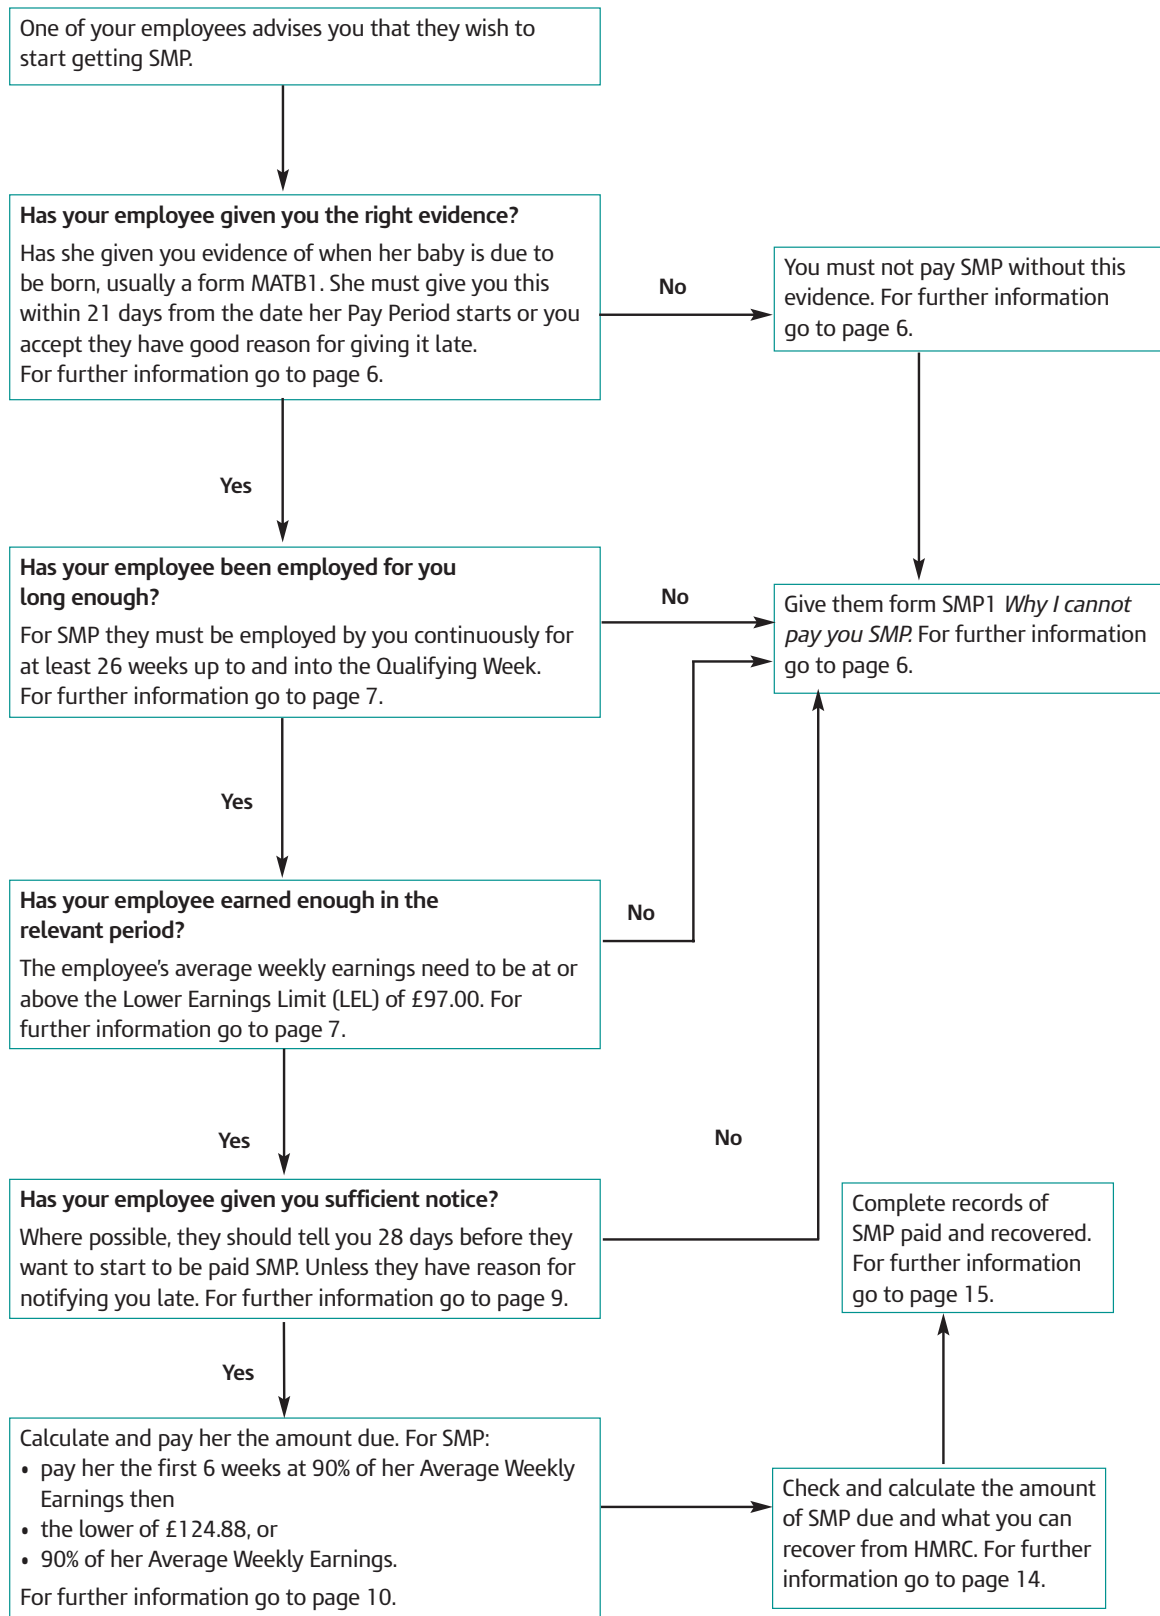 One of your employees advises you that they wish to
start getting SMP.
Has your employee given you the right evidence?
Has she given you evidence of when her baby is due to
be born, usually a form MATB1. She must give you this
within 21 days from the date her Pay Period starts or you
accept they have good reason for giving it late.
For further information go to page 6.
No
You must not pay SMP without this
evidence. For further information
go to page 6.
Yes
Has your employee been employed for you
long enough?
For SMP they must be employed by you continuously for
at least 26 weeks up to and into the Qualifying Week.
For further information go to page 7.
No
Give them form SMP1 Why I cannot
pay you SMP. For further information
go to page 6.
Yes
Has your employee earned enough in the
relevant period?
The employee's average weekly earnings need to be at or
above the Lower Earnings Limit (LEL) of £97.00. For
further information go to page 7.
No
Yes
No
Has your employee given you sufficient notice?
Where possible, they should tell you 28 days before they
want to start to be paid SMP. Unless they have reason for
notifying you late. For further information go to page 9.
Complete records of
SMP paid and recovered.
For further information
go to page 15.
Yes
Calculate and pay her the amount due. For SMP:
• pay her the first 6 weeks at 90% of her Average Weekly
Earnings then
• the lower of £124.88, or
• 90% of her Average Weekly Earnings.
For further information go to page 10.
Check and calculate the amount
of SMP due and what you can
recover from HMRC. For further
information go to page 14.